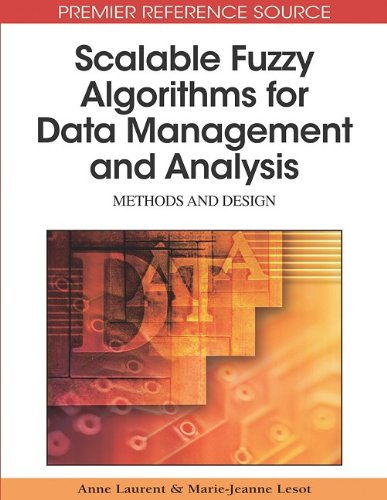 PREMIER REFERENCE SOURCE
Scalable Fuzzy
Algorithms for
Data Management
and Analysis
METHODS AND DESIGN
DATA
Anne Laurent & Marie-Jeanne Lesot